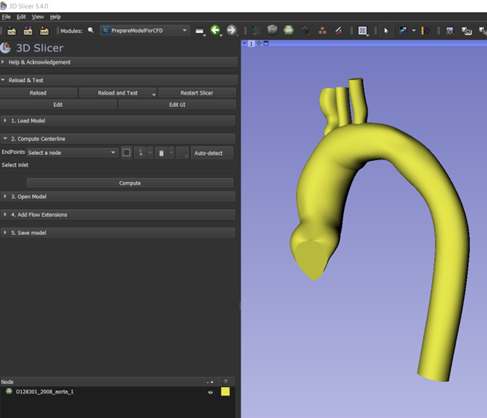 3D Slicer 5.4.0
File Edit View Help
Modules: PrepareModelForCFD
1
3D Slicer
Help & Acknowledgement
Reload & Test
Reload Reload and Test Restart Slicer
Edit Edit UI
1. Load Model
2. Compute Centerline
EndPoints Select a node Auto-detect
Select inlet
Compute
3. Open Model
4. Add Flow Extensions
5. Save model
Node
O128301_2008_aorta_1